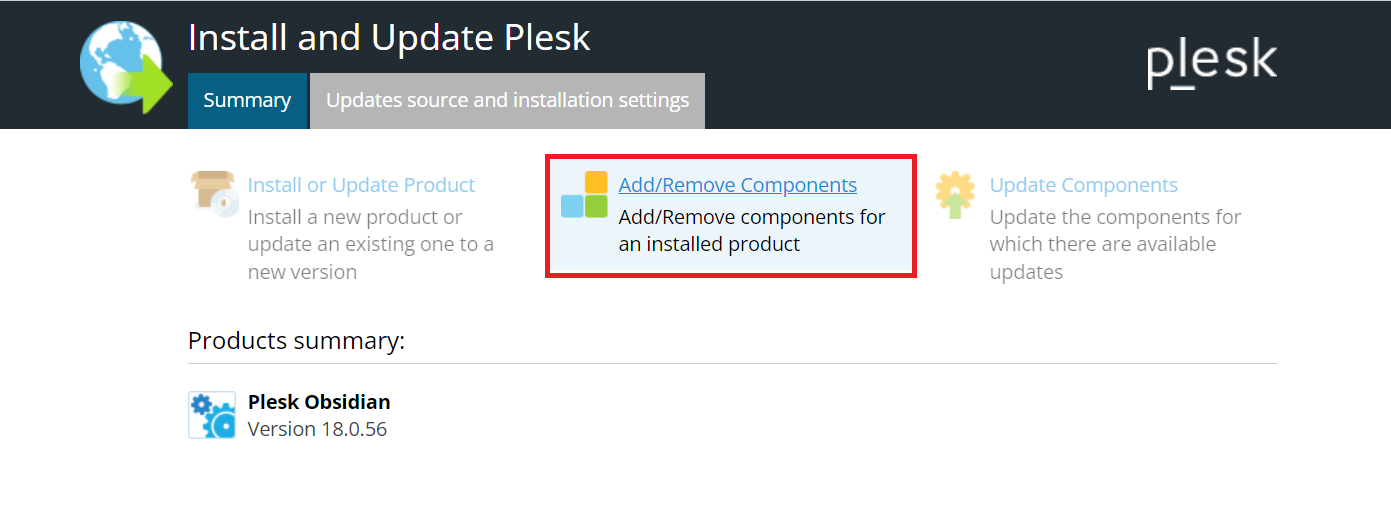 Install and Update Plesk
plesk
Summary
Updates source and installation settings
Install or Update Product
Install a new product or
update an existing one to a
new version
Add/Remove Components
Add/Remove components for
an installed product
Update Components
Update the components for
which there are available
updates
Products summary:
Plesk Obsidian
Version 18.0.56